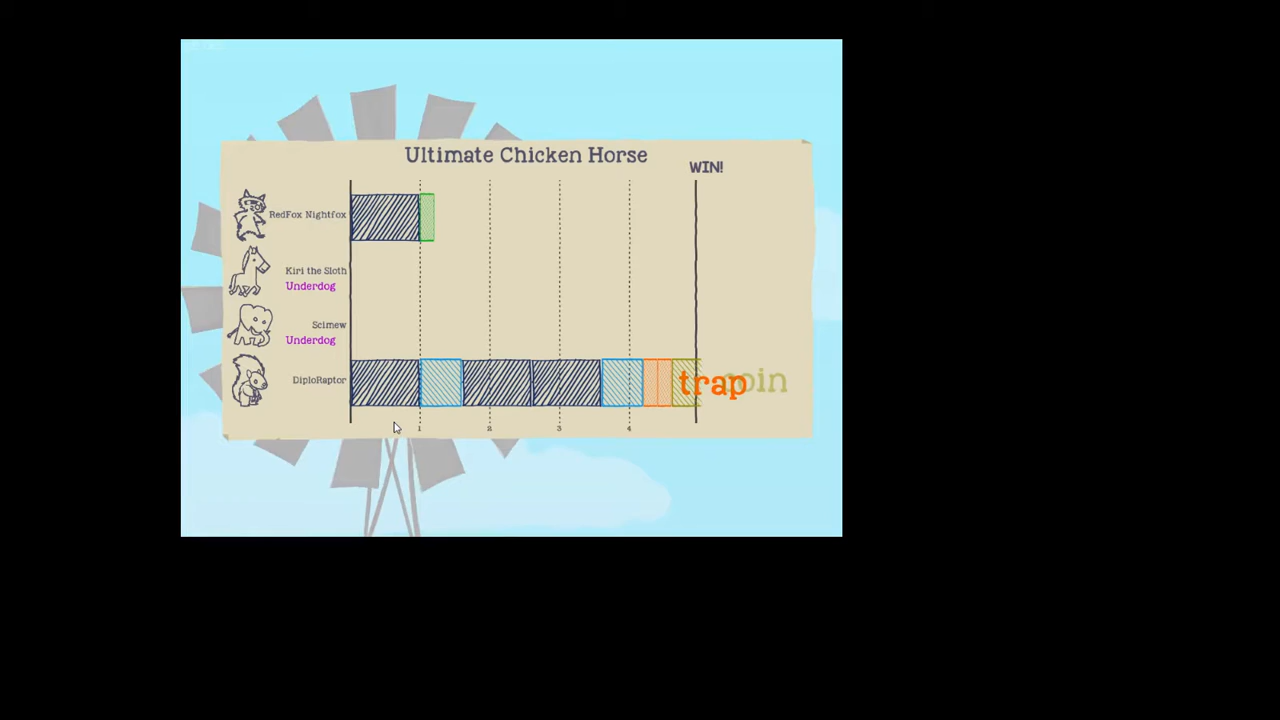 Ultimate Chicken Horse
WIN!
RedFox Nightfox
Kiri the Sloth
Underdog
Scimew
Underdog
DiploRaptor
trap
coin
1 2 3 4